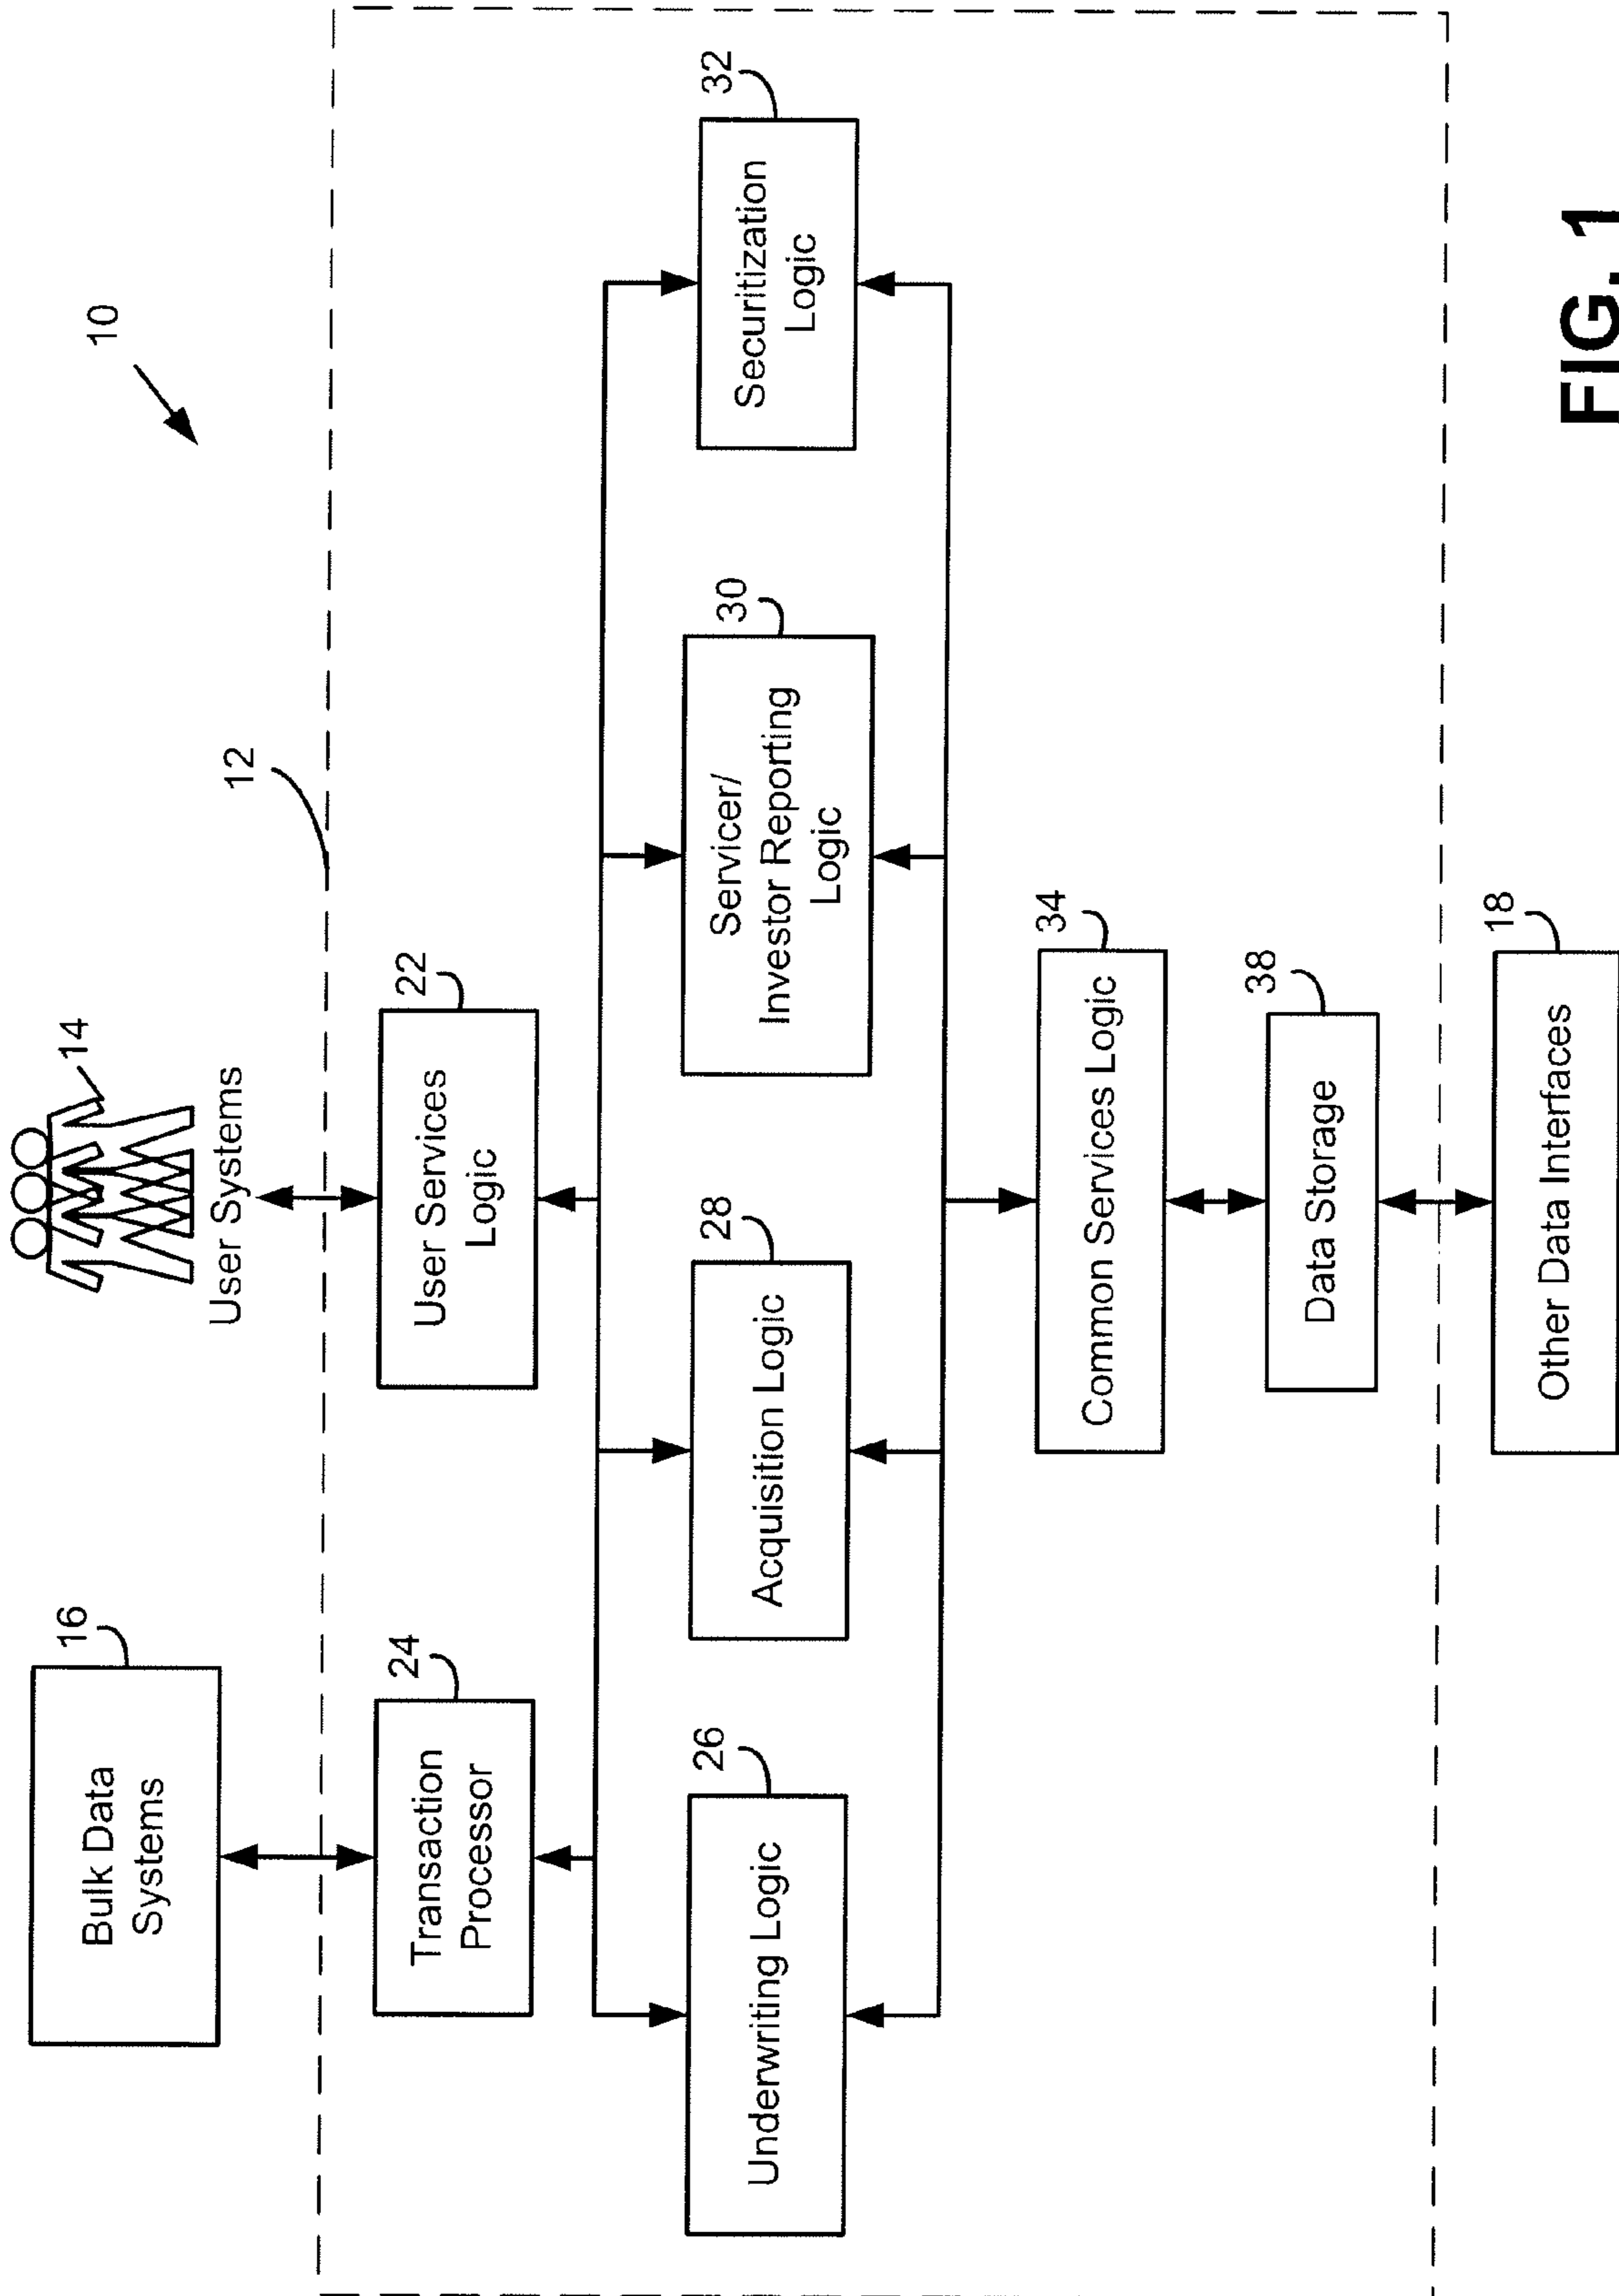 10
14
User Systems
16
Bulk Data
Systems
12
22
User Services
Logic
24
Transaction
Processor
26
Underwriting Logic
28
Acquisition Logic
30
Servicer/
Investor Reporting
Logic
32
Securitization
Logic
34
Common Services Logic
38
Data Storage
18
Other Data Interfaces
FIG. 1